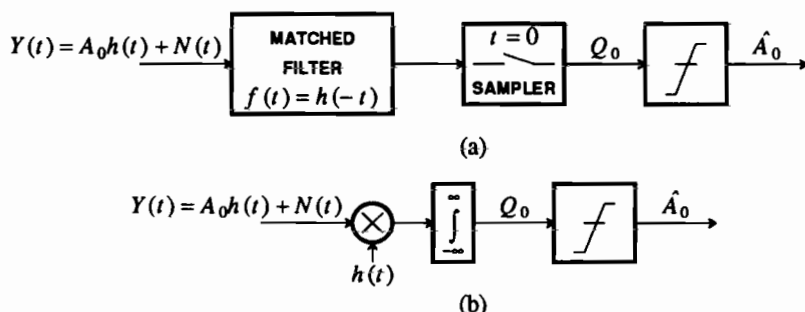 Y(t) = A₀h(t) + N(t)
MATCHED
FILTER
f(t) = h(−t)
t = 0
SAMPLER
Q₀
Â₀
(a)
Y(t) = A₀h(t) + N(t)
h(t)
∞
∫
−∞
Q₀
Â₀
(b)